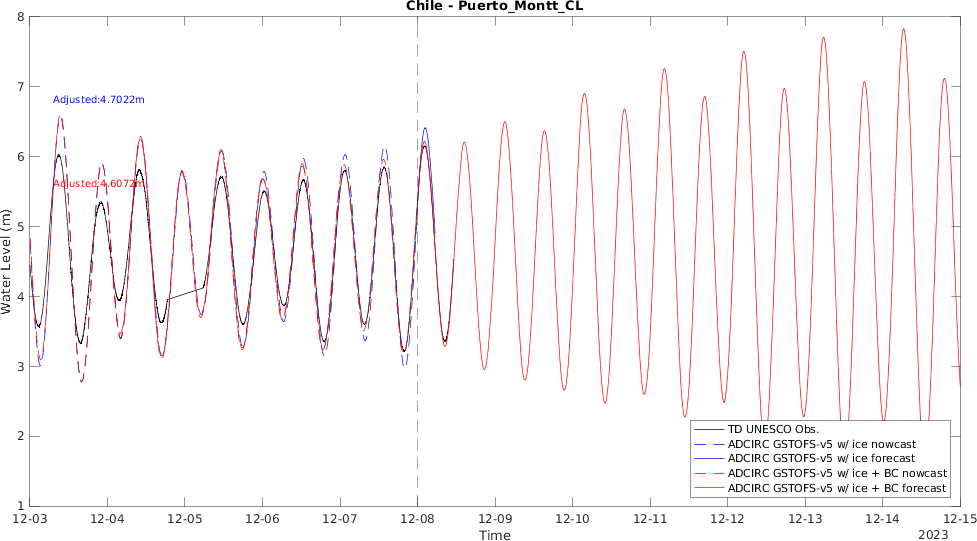 Chile - Puerto_Montt_CL
8
7
6
5
4
3
2
1
Water Level (m)
Adjusted:4.7022m
Adjusted:4.6072m
TD UNESCO Obs.
ADCIRC GSTOFS-v5 w/ ice nowcast
ADCIRC GSTOFS-v5 w/ ice forecast
ADCIRC GSTOFS-v5 w/ ice + BC nowcast
ADCIRC GSTOFS-v5 w/ ice + BC forecast
12-03 12-04 12-05 12-06 12-07 12-08 12-09 12-10 12-11 12-12 12-13 12-14 12-15
Time
2023